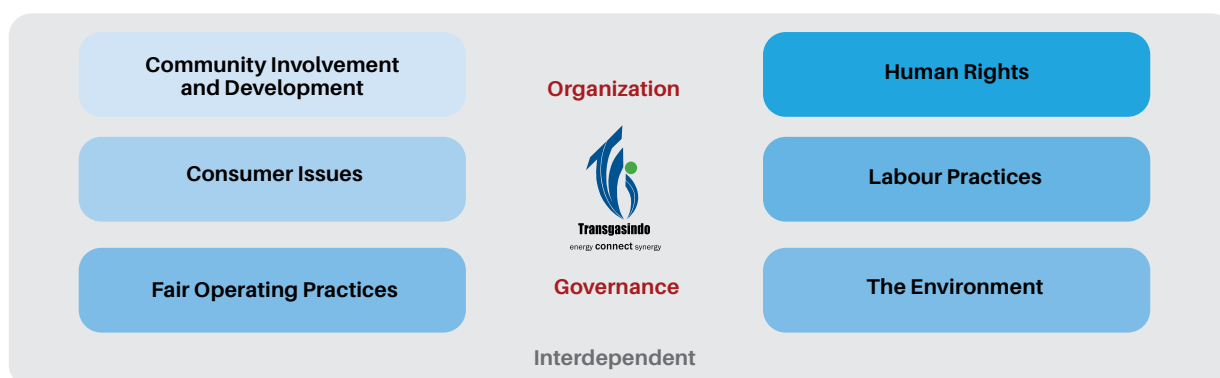 Community Involvement
and Development
Consumer Issues
Fair Operating Practices
Organization
Transgasindo
energy connect synergy
Governance
Interdependent
Human Rights
Labour Practices
The Environment